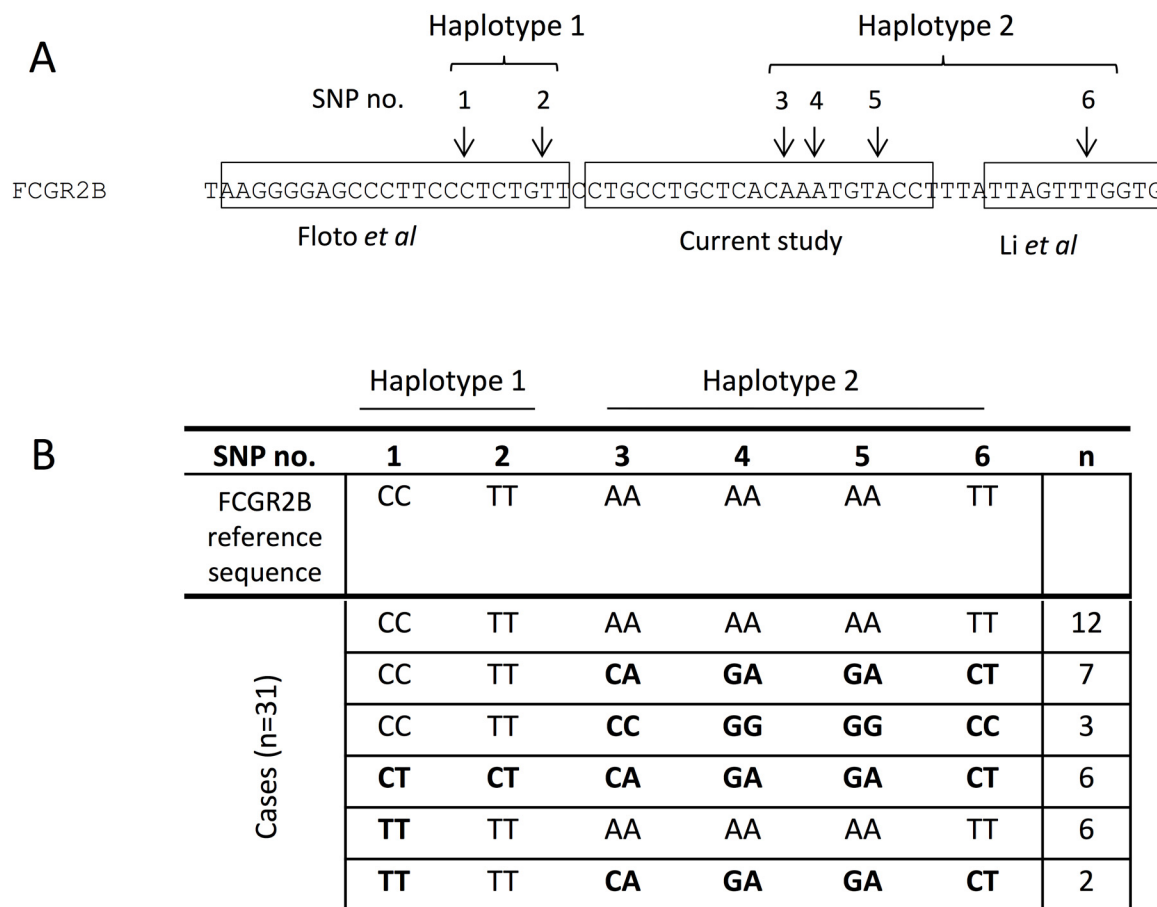 A
Haplotype 1 Haplotype 2
SNP no. 1 2 3 4 5 6
FCGR2B TAAGGGGAGCCCTTCCCTCTGTTCCTGCCTGCTCACAAATGTACCTTTATTAGTTTGGTG
Floto et al Current study Li et al
Haplotype 1 Haplotype 2
B
SNP no. 1 2 3 4 5 6 n
FCGR2B CC TT AA AA AA TT
reference
sequence
Cases (n=31)
CC TT AA AA AA TT 12
CC TT CA GA GA CT 7
CC TT CC GG GG CC 3
CT CT CA GA GA CT 6
TT TT AA AA AA TT 6
TT TT CA GA GA CT 2